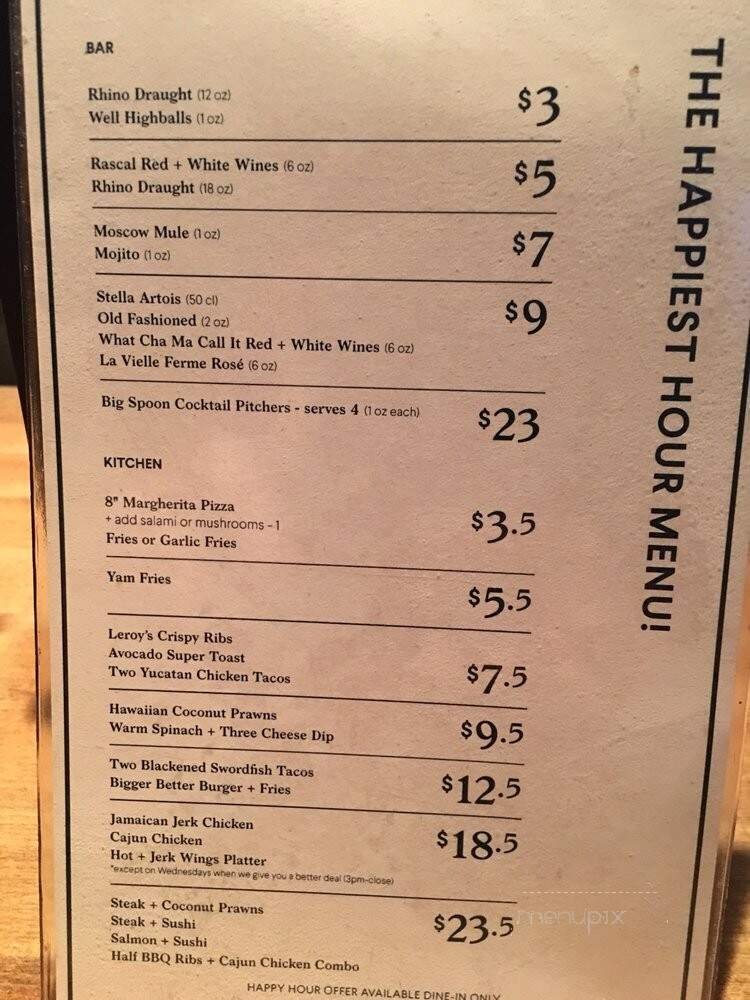 THE HAPPIEST HOUR MENU!
BAR
Rhino Draught (12 oz)
Well Highballs (1 oz)
$3
Rascal Red + White Wines (6 oz)
Rhino Draught (18 oz)
$5
Moscow Mule (1 oz)
Mojito (1 oz)
$7
Stella Artois (50 cl)
Old Fashioned (2 oz)
What Cha Ma Call It Red + White Wines (6 oz)
La Vielle Ferme Rosé (6 oz)
$9
Big Spoon Cocktail Pitchers - serves 4 (1 oz each)
$23
KITCHEN
8" Margherita Pizza
+ add salami or mushrooms - 1
Fries or Garlic Fries
$3.5
Yam Fries
$5.5
Leroy's Crispy Ribs
Avocado Super Toast
Two Yucatan Chicken Tacos
$7.5
Hawaiian Coconut Prawns
Warm Spinach + Three Cheese Dip
$9.5
Two Blackened Swordfish Tacos
Bigger Better Burger + Fries
$12.5
Jamaican Jerk Chicken
Cajun Chicken
Hot + Jerk Wings Platter
*except on Wednesdays when we give you a better deal (3pm-close)
$18.5
Steak + Coconut Prawns
Steak + Sushi
Salmon + Sushi
Half BBQ Ribs + Cajun Chicken Combo
$23.5
menupix
HAPPY HOUR OFFER AVAILABLE DINE-IN ONLY